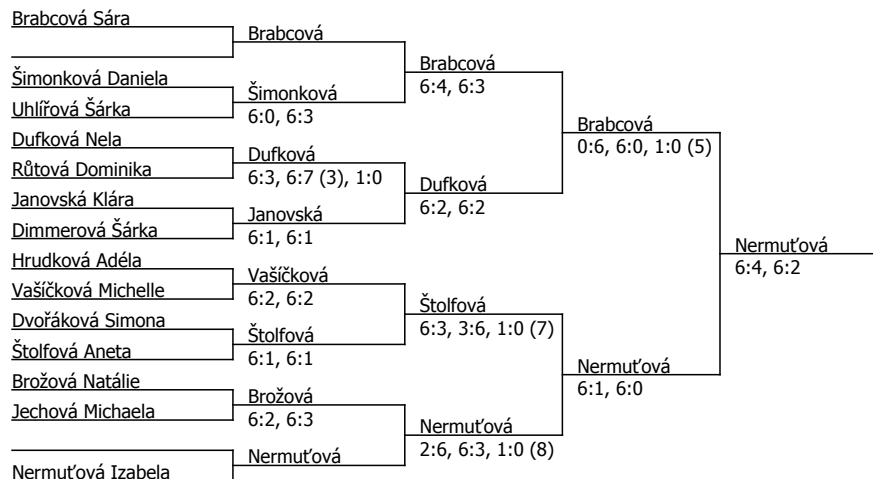 Brabcová Sára
Brabcová
Brabcová
6:4, 6:3
Šimonková Daniela
Šimonková
6:0, 6:3
Uhlířová Šárka
Brabcová
0:6, 6:0, 1:0 (5)
Dufková Nela
Dufková
6:3, 6:7 (3), 1:0
Růtová Dominika
Dufková
6:2, 6:2
Janovská Klára
Janovská
6:1, 6:1
Dimmerová Šárka
Nermuťová
6:4, 6:2
Hrudková Adéla
Vašíčková
6:2, 6:2
Vašíčková Michelle
Štolfová
6:3, 3:6, 1:0 (7)
Dvořáková Simona
Štolfová
6:1, 6:1
Štolfová Aneta
Nermuťová
6:1, 6:0
Brožová Natálie
Brožová
6:2, 6:3
Jechová Michaela
Nermuťová
2:6, 6:3, 1:0 (8)
Nermuťová
Nermuťová Izabela